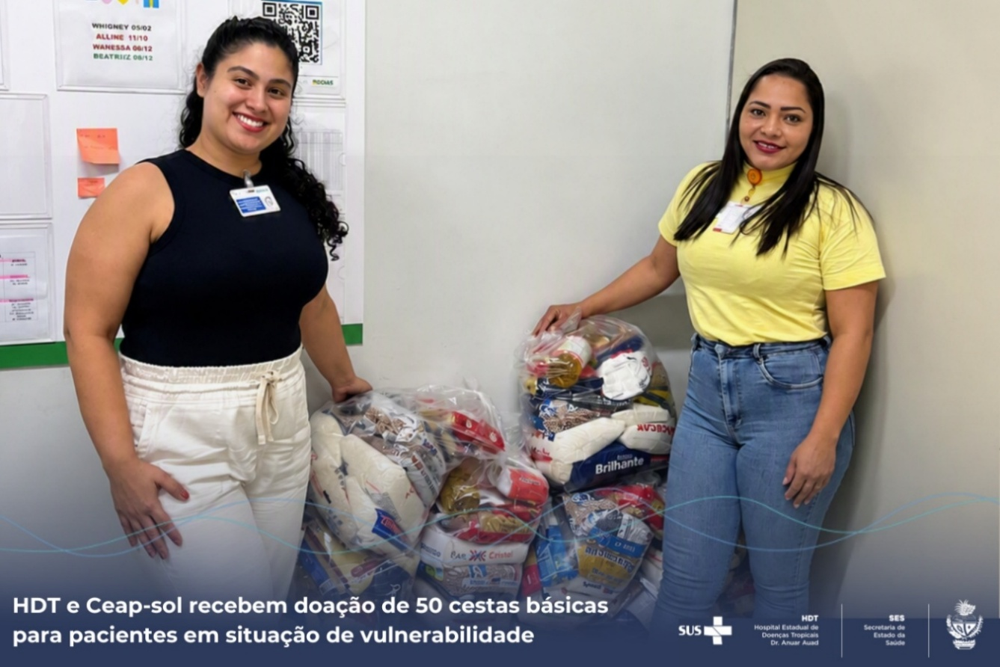 WHIGNEY 05/02
ALLINE 11/10
WANESSA 06/12
BEATRIZ 06/12
GOIÁS
Brilhante
Cristal
HDT e Ceap-sol recebem doação de 50 cestas básicas
para pacientes em situação de vulnerabilidade
SUS
HDT
Hospital Estadual de
Doenças Tropicais
Dr. Anuar Auad
SES
Secretaria de
Estado da
Saúde